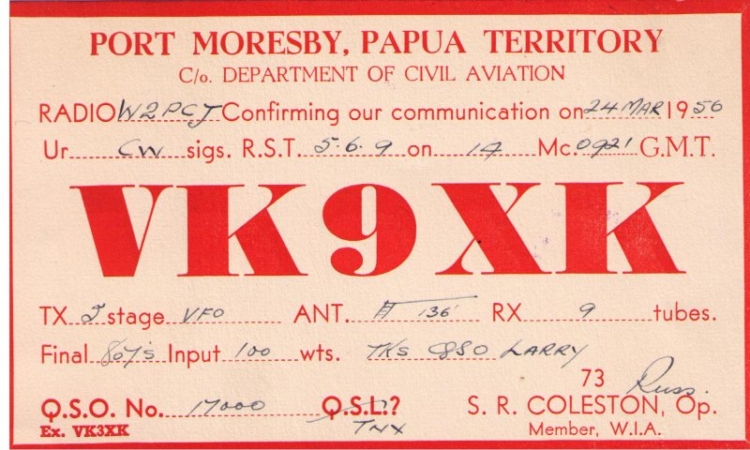 PORT MORESBY, PAPUA TERRITORY
C/o. DEPARTMENT OF CIVIL AVIATION
RADIO W2PCJ Confirming our communication on 24 MAR 1956
Ur CW sigs. R.S.T. 5.6.9 on 14 Mc 0921 G.M.T.
VK9XK
TX stage VFO ANT. 136' RX 9 tubes.
Final 807's Input 100 wts. TKS QSO LARRY
73 Russ.
Q.S.O. No. 17000 Q.S.L.? S. R. COLESTON, Op.
Ex. VK3XK TNX Member, W.I.A.